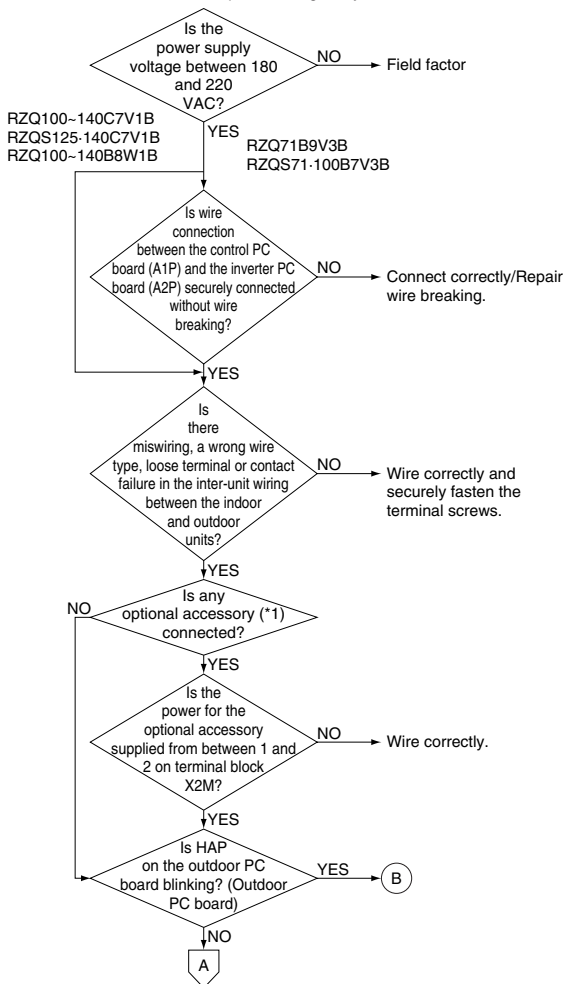 Is the
power supply
voltage between 180
and 220
VAC?
NO
Field factor
RZQ100~140C7V1B
RZQS125·140C7V1B
RZQ100~140B8W1B
YES
RZQ71B9V3B
RZQS71·100B7V3B
Is wire
connection
between the control PC
board (A1P) and the inverter PC
board (A2P) securely connected
without wire
breaking?
NO
Connect correctly/Repair
wire breaking.
YES
Is
there
miswiring, a wrong wire
type, loose terminal or contact
failure in the inter-unit wiring
between the indoor
and outdoor
units?
NO
Wire correctly and
securely fasten the
terminal screws.
YES
Is any
optional accessory (*1)
connected?
NO
YES
Is the
power for the
optional accessory
supplied from between 1 and
2 on terminal block
X2M?
NO
Wire correctly.
YES
Is HAP
on the outdoor PC
board blinking? (Outdoor
PC board)
YES
B
NO
A